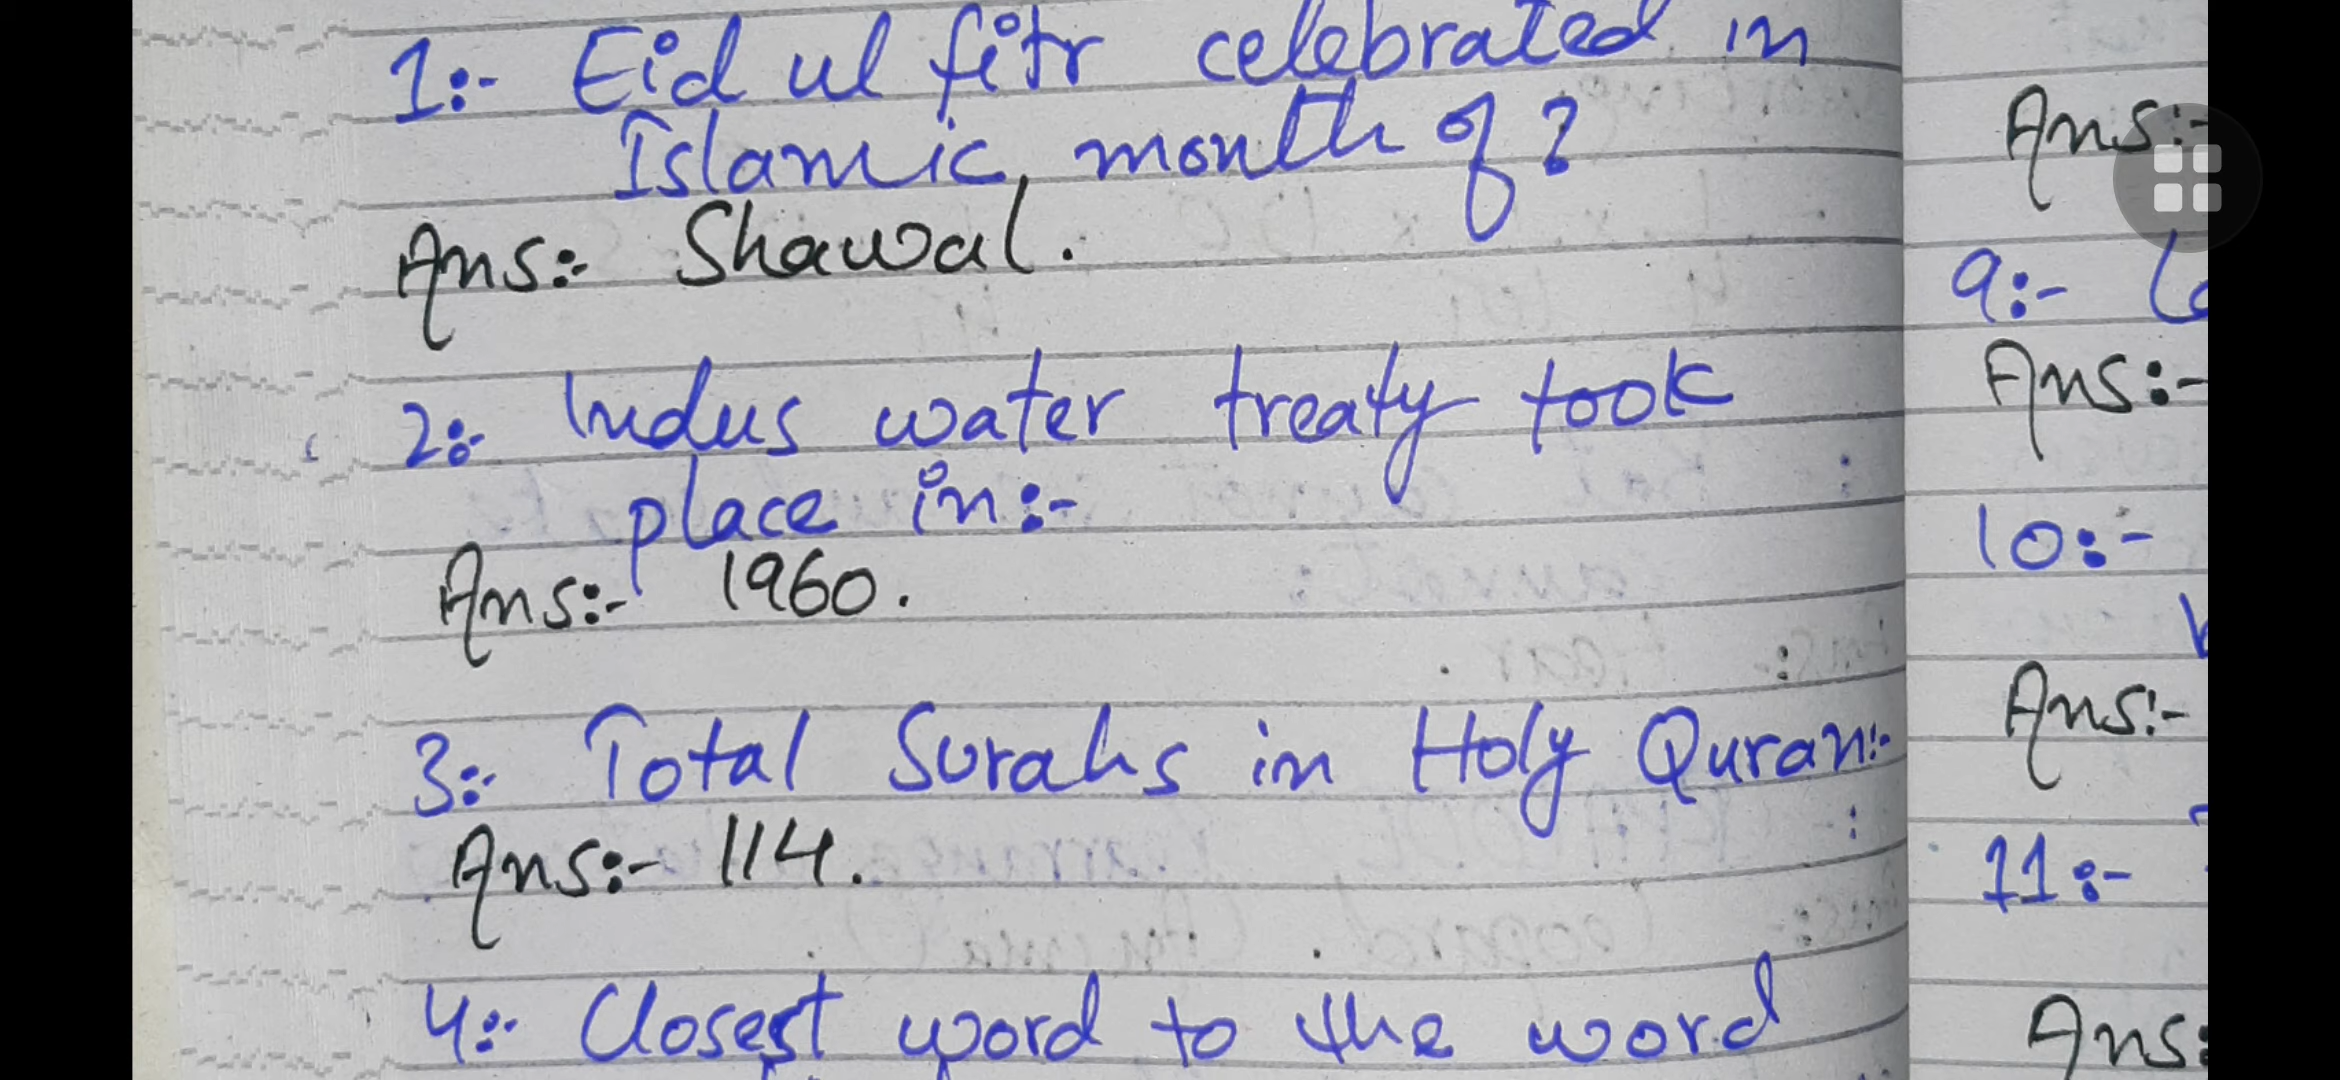 1:- Eid ul fitr celebrated in
Islamic month of?
Ans:- Shawal.
2:- Indus water treaty took
place in:-
Ans:- 1960.
3:- Total Surahs in Holy Quran:-
Ans:- 114.
4:- Closest word to the word
Ans:-
9:-
Ans:-
10:-
Ans:-
11:-
Ans: